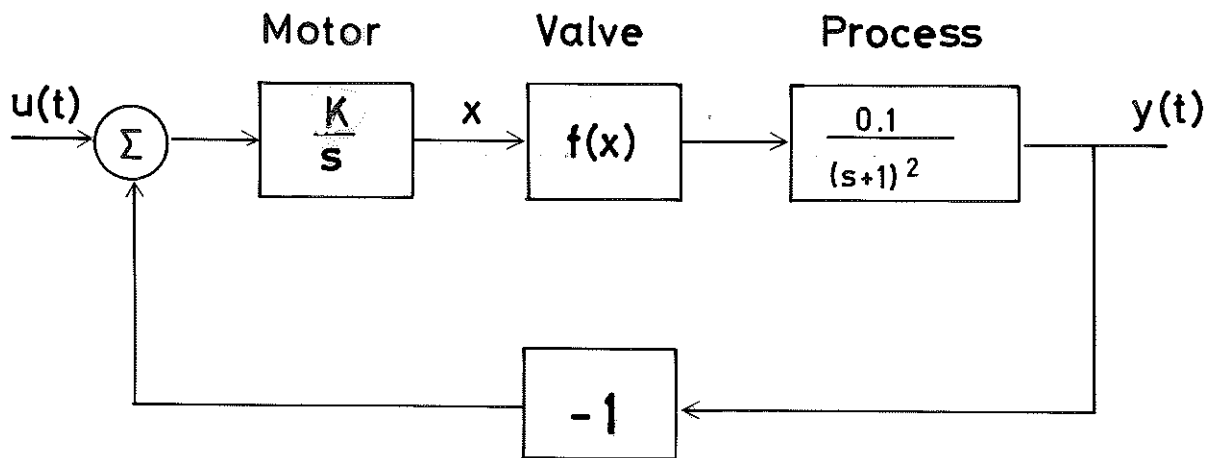 Motor Valve Process
u(t) Σ K/s x f(x) 0.1/(s+1)² y(t)
-1